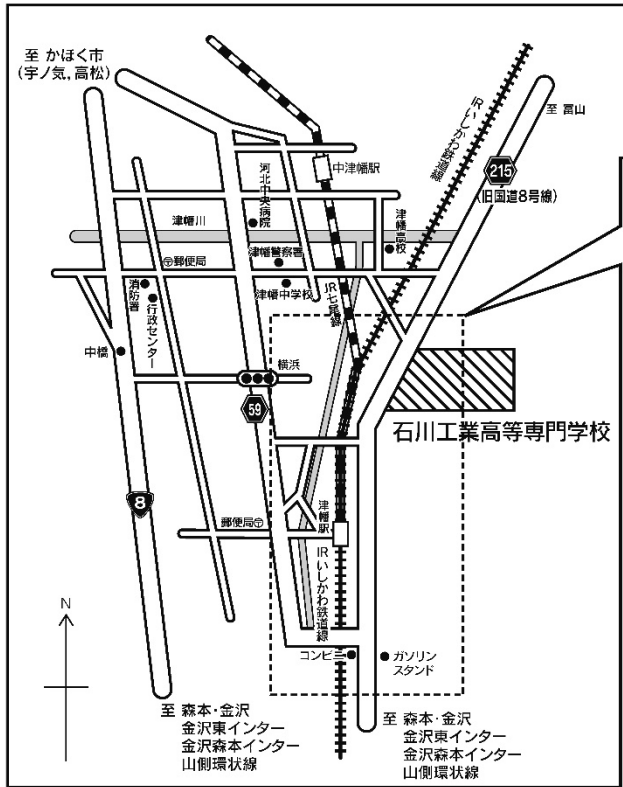 至 かほく市
(宇ノ気,高松)
IRいしかわ鉄道線
至 富山
215
(旧国道8号線)
中津幡駅
河北中央病院
津幡川
津幡高校
〒郵便局
津幡警察署
消防署
津幡中学校
JR七尾線
行政センター
中橋
横浜
59
石川工業高等専門学校
8
郵便局〒
津幡駅
IRいしかわ鉄道線
N
コンビニ
ガソリン
スタンド
至 森本・金沢
金沢東インター
金沢森本インター
山側環状線
至 森本・金沢
金沢東インター
金沢森本インター
山側環状線